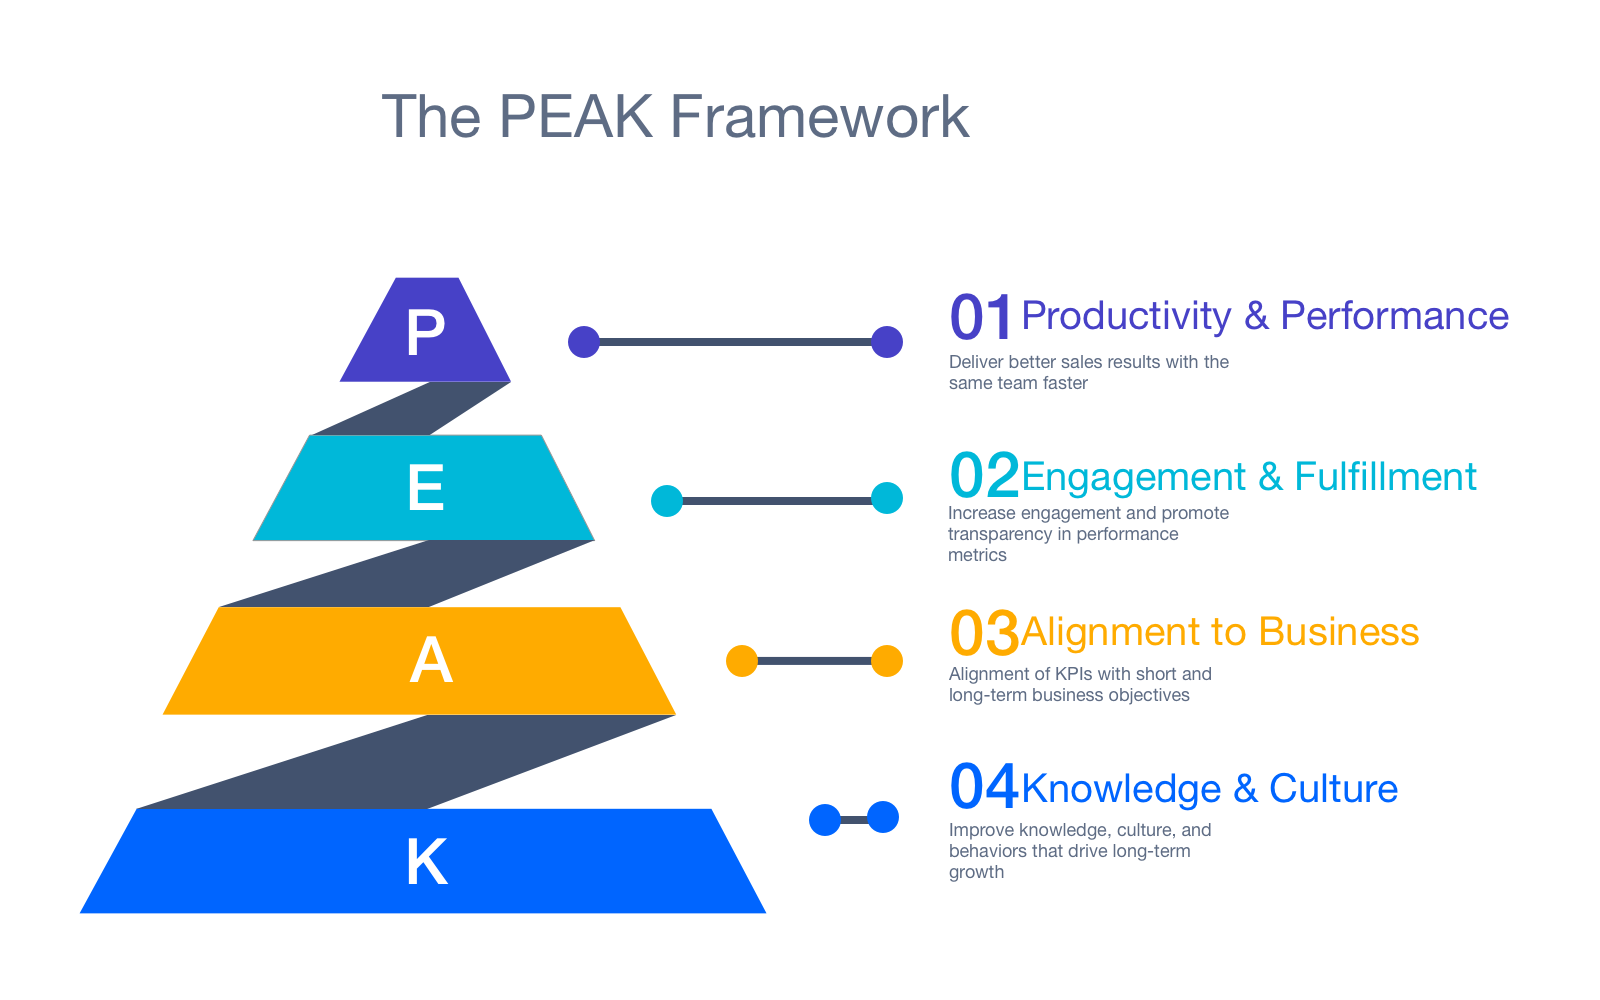 The PEAK Framework
P
01 Productivity & Performance
Deliver better sales results with the
same team faster
E
02 Engagement & Fulfillment
Increase engagement and promote
transparency in performance
metrics
A
03 Alignment to Business
Alignment of KPIs with short and
long-term business objectives
K
04 Knowledge & Culture
Improve knowledge, culture, and
behaviors that drive long-term
growth